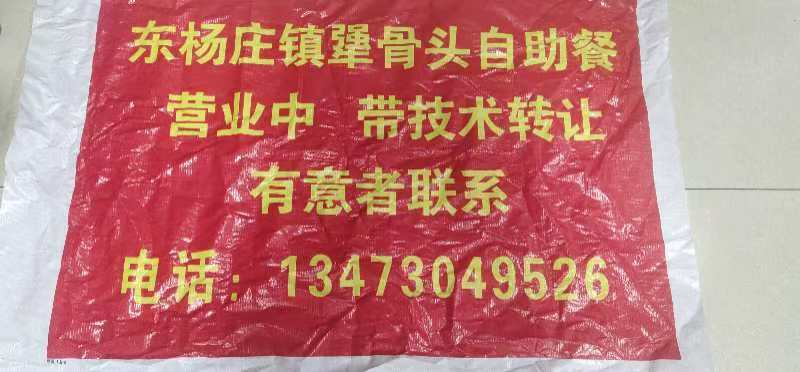 东杨庄镇犟骨头自助餐
营业中 带技术转让
有意者联系
电话：13473049526